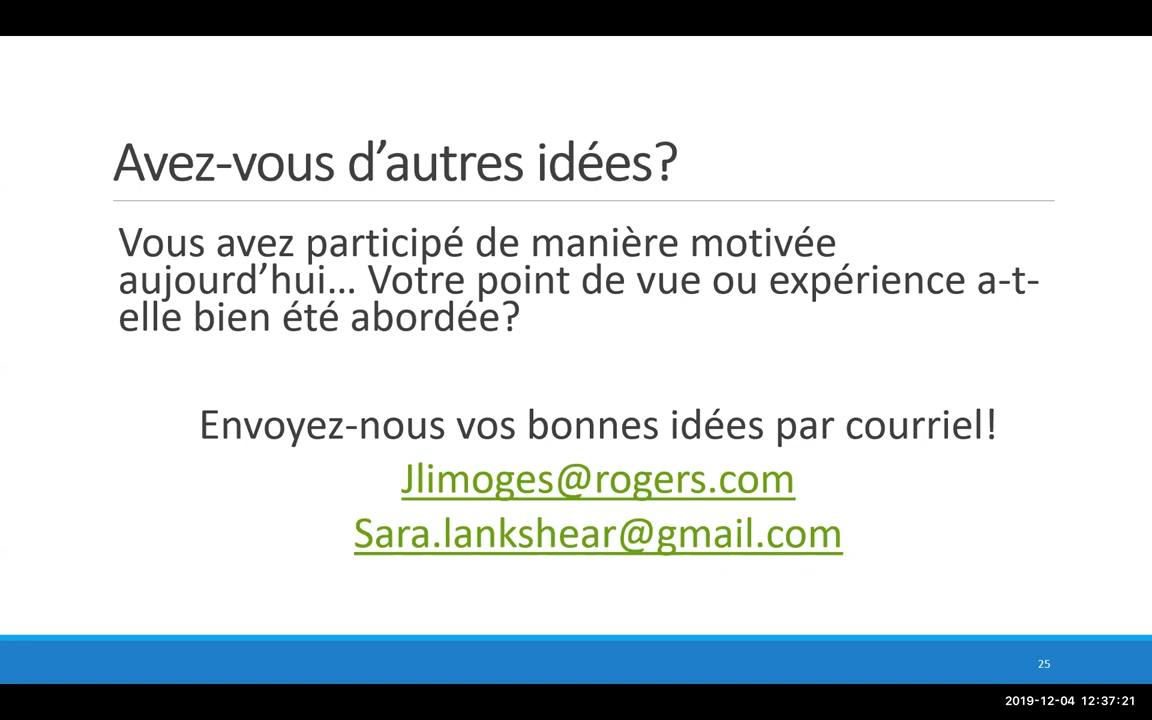 Avez-vous d’autres idées?
Vous avez participé de manière motivée
aujourd’hui… Votre point de vue ou expérience a-t-
elle bien été abordée?
Envoyez-nous vos bonnes idées par courriel!
Jlimoges@rogers.com
Sara.lankshear@gmail.com
25
2019-12-04 12:37:21